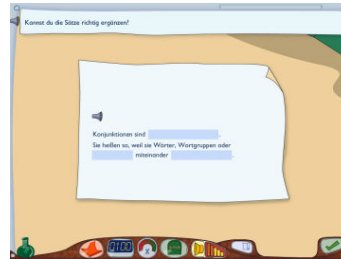 Kannst du die Sätze richtig ergänzen?
Konjunktionen sind .
Sie heißen so, weil sie Wörter, Wortgruppen oder
miteinander .